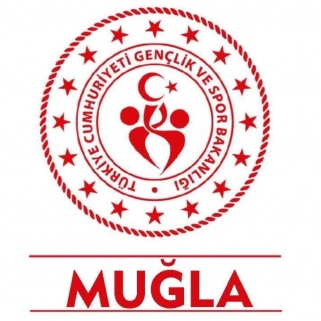 TÜRKİYE CUMHURİYETİ GENÇLİK VE SPOR BAKANLIĞI
MUĞLA